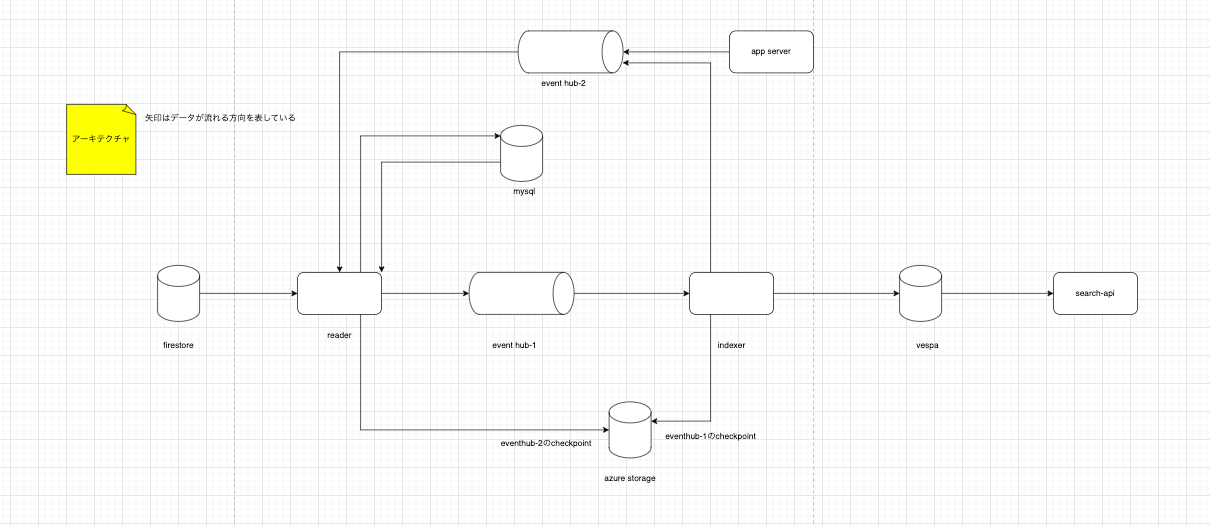 app server
event hub-2
矢印はデータが流れる方向を表している
アーキテクチャ
mysql
search-api
reader
firestore
event hub-1
indexer
vespa
eventhub-2のcheckpoint
eventhub-1のcheckpoint
azure storage